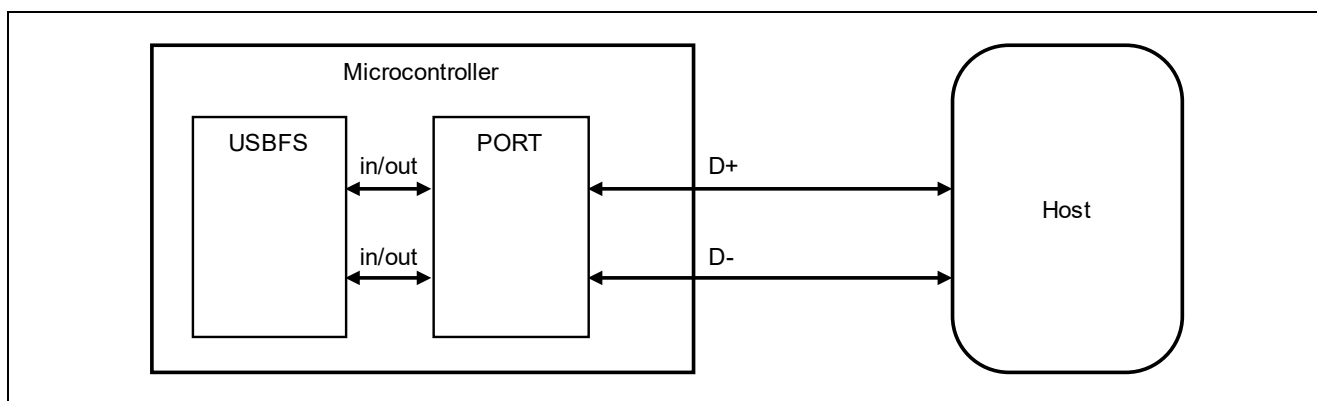 Microcontroller
USBFS
PORT
in/out
D+
Host
in/out
D-